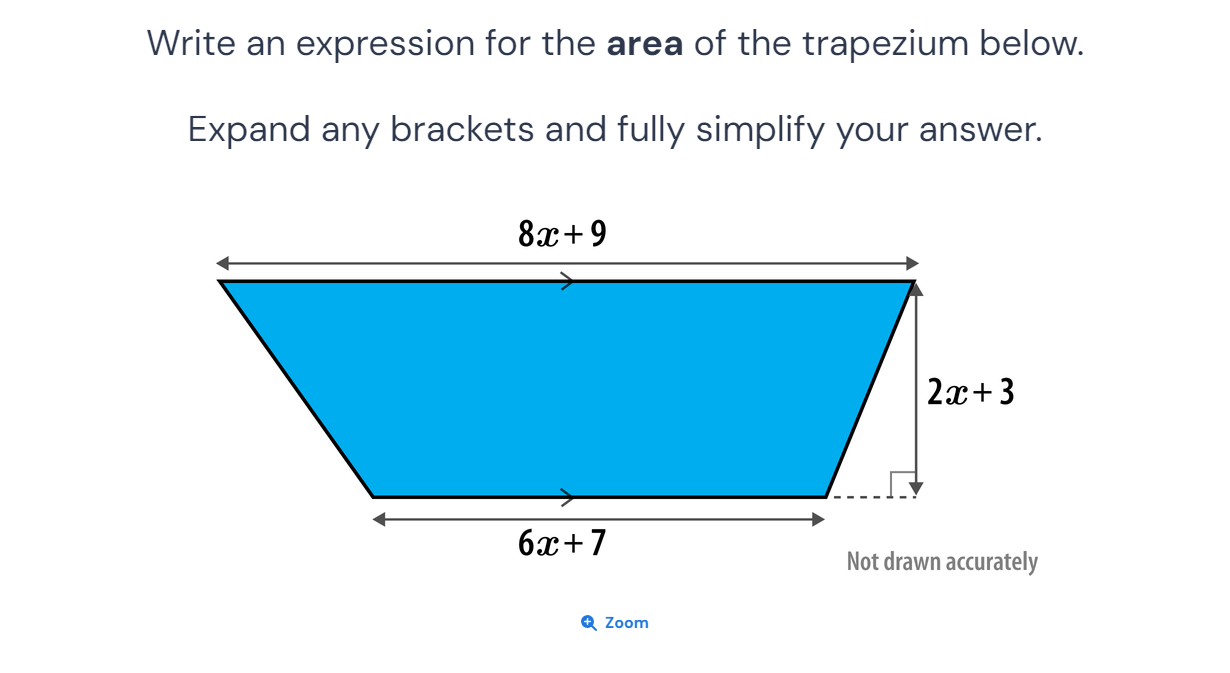 Write an expression for the area of the trapezium below.
Expand any brackets and fully simplify your answer.
8x + 9
2x + 3
6x + 7
Not drawn accurately
Zoom